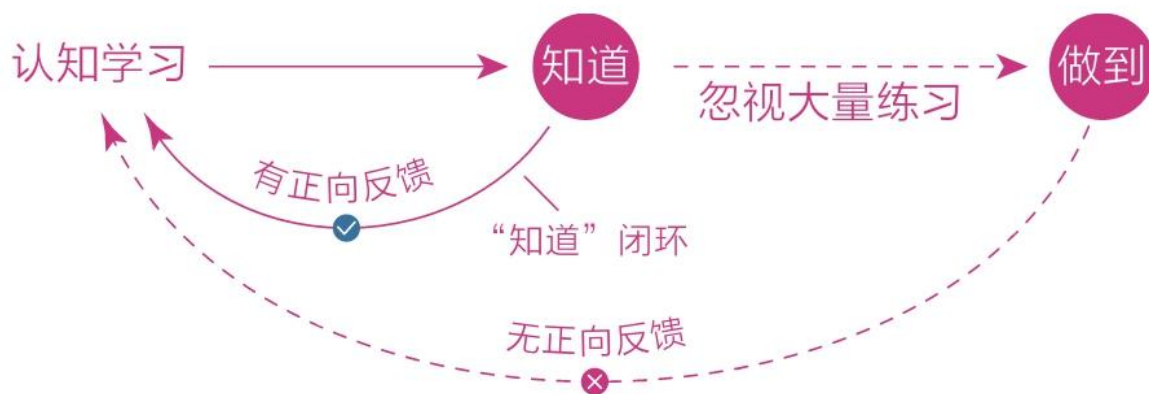 认知学习
知道
做到
忽视大量练习
有正向反馈
“知道”闭环
无正向反馈